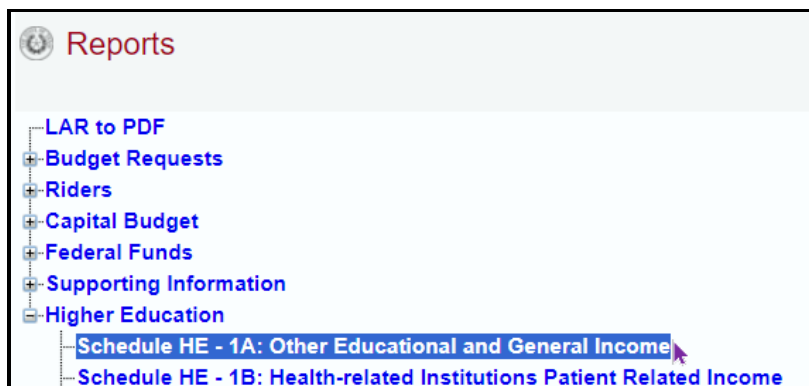 Reports
LAR to PDF
Budget Requests
Riders
Capital Budget
Federal Funds
Supporting Information
Higher Education
Schedule HE - 1A: Other Educational and General Income
Schedule HE - 1B: Health-related Institutions Patient Related Income